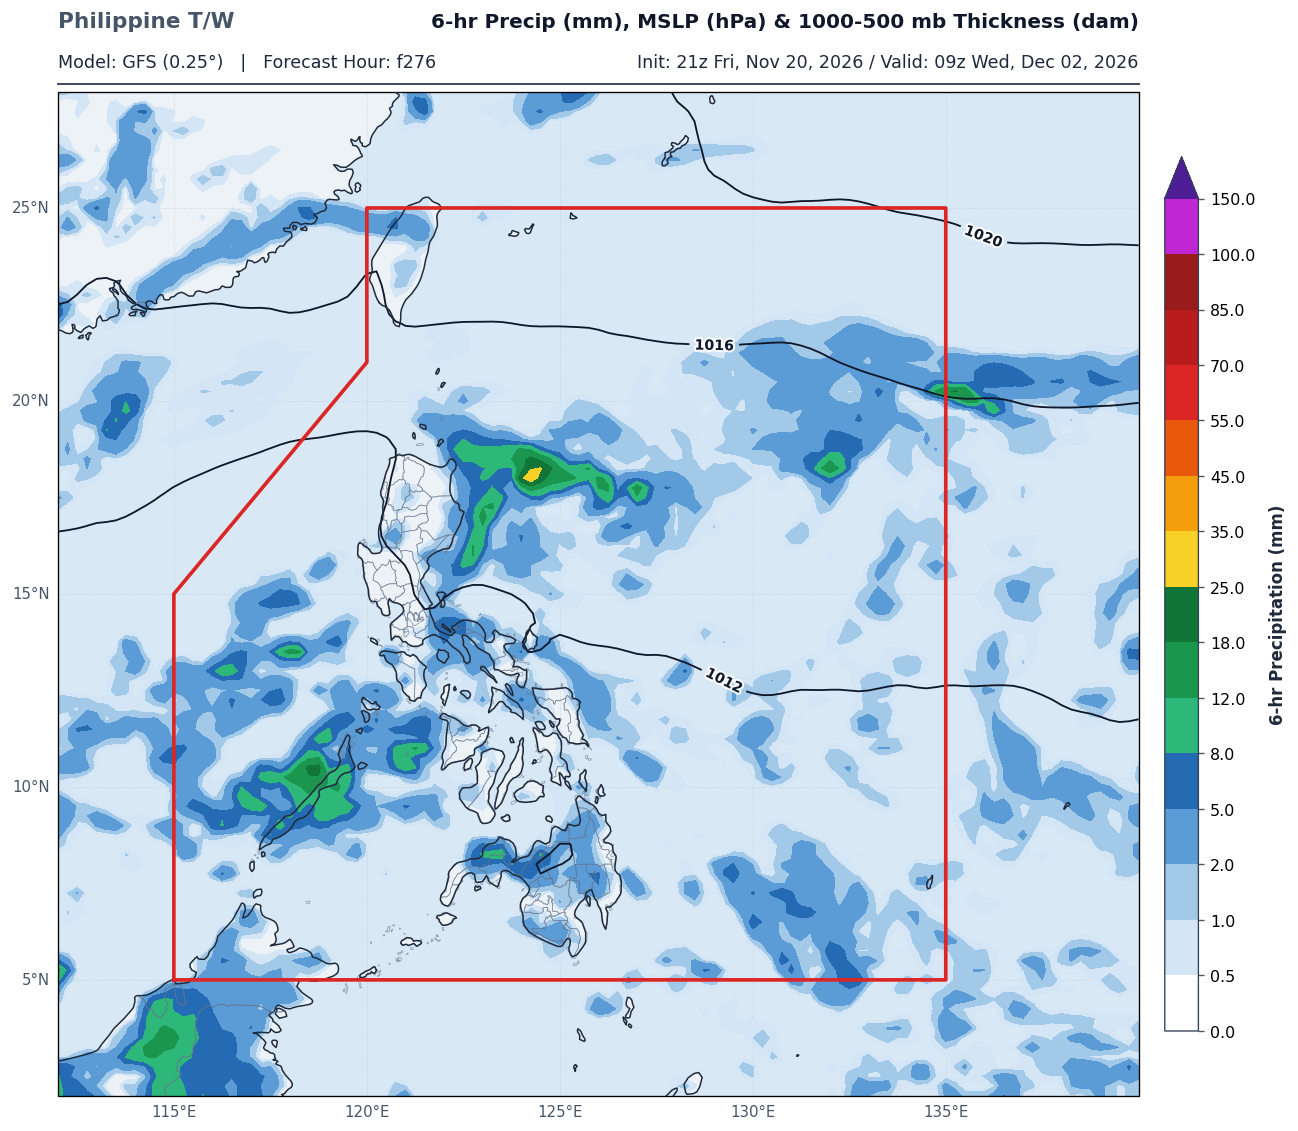 Philippine T/W
6-hr Precip (mm), MSLP (hPa) & 1000-500 mb Thickness (dam)
Model: GFS (0.25°) | Forecast Hour: f276
Init: 21z Fri, Nov 20, 2026 / Valid: 09z Wed, Dec 02, 2026
25°N
20°N
15°N
10°N
5°N
115°E
120°E
125°E
130°E
135°E
1020
1016
1012
150.0
100.0
85.0
70.0
55.0
45.0
35.0
25.0
18.0
12.0
8.0
5.0
2.0
1.0
0.5
0.0
6-hr Precipitation (mm)